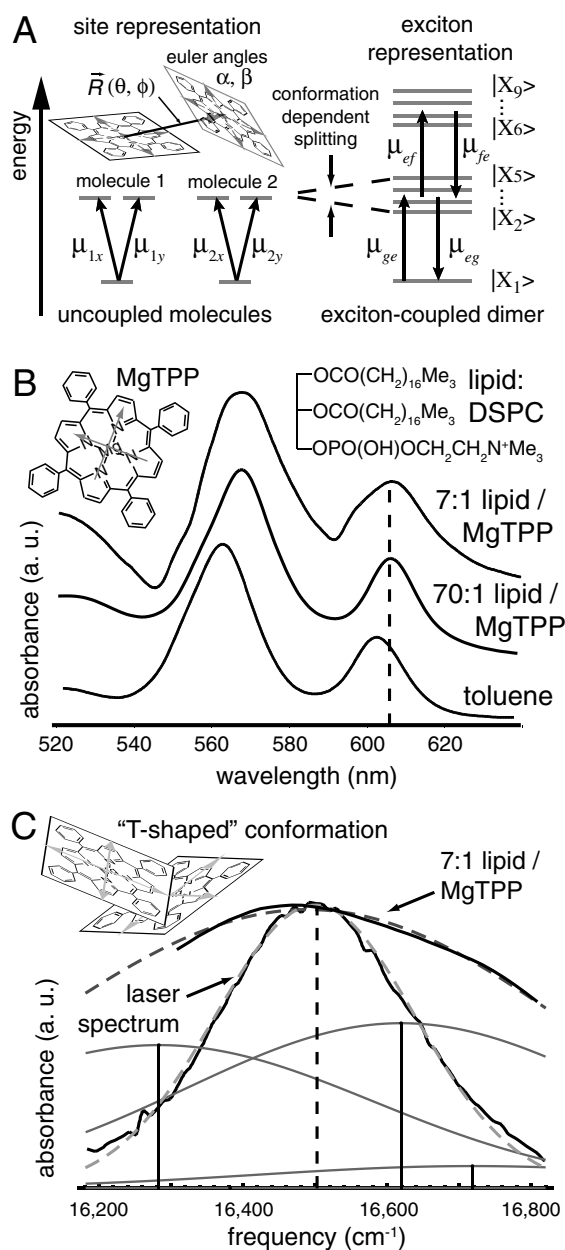 A
site representation
exciton
representation
euler angles
α, β
R⃗(θ, ϕ)
conformation
dependent
splitting
|X₉>
⋮
|X₆>
μef
μfe
energy
molecule 1
molecule 2
|X₅>
⋮
|X₂>
μ1x
μ1y
μ2x
μ2y
μge
μeg
|X₁>
uncoupled molecules
exciton-coupled dimer
B
MgTPP
N
N
N
N
OCO(CH₂)₁₆Me₃
lipid:
OCO(CH₂)₁₆Me₃
DSPC
OPO(OH)OCH₂CH₂N⁺Me₃
7:1 lipid /
MgTPP
70:1 lipid /
MgTPP
toluene
absorbance (a. u.)
520 540 560 580 600 620
wavelength (nm)
C
“T-shaped” conformation
7:1 lipid /
MgTPP
laser
spectrum
absorbance (a. u.)
16,200 16,400 16,600 16,800
frequency (cm⁻¹)